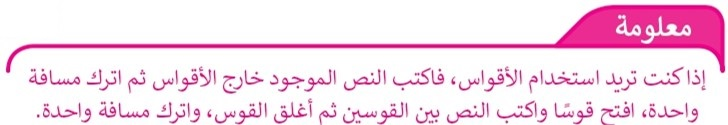 معلومة
إذا كنت تريد استخدام الأقواس، فاكتب النص الموجود خارج الأقواس ثم اترك مسافة
واحدة، افتح قوسًا واكتب النص بين القوسين ثم أغلق القوس، واترك مسافة واحدة.